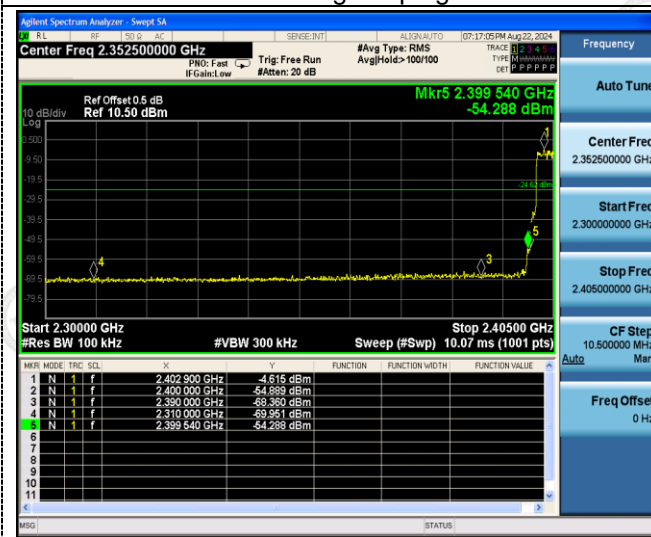 Agilent Spectrum Analyzer - Swept SA
RL RF 50 Ω AC SENSE:INT ALIGN AUTO 07:17:05 PM Aug 22, 2024
Center Freq 2.352500000 GHz
PNO: Fast
IFGain:Low
Trig: Free Run
#Atten: 20 dB
#Avg Type: RMS
Avg|Hold:> 100/100
TRACE 1 2 3 4 5 6
TYPE M
DET P P P P P P
Mkr5 2.399 540 GHz
-54.288 dBm
Ref Offset 0.5 dB
10 dB/div Ref 10.50 dBm
Log
0.500
-9.50
-19.5
-24.62 dBm
-29.5
-39.5
-49.5
-59.5
-69.5
-79.5
1
5
3
4
Start 2.30000 GHz Stop 2.40500 GHz
#Res BW 100 kHz #VBW 300 kHz Sweep (#Swp) 10.07 ms (1001 pts)
MKR MODE TRC SCL X Y FUNCTION FUNCTION WIDTH FUNCTION VALUE
1 N 1 f 2.402 900 GHz -4.615 dBm
2 N 1 f 2.400 000 GHz -54.889 dBm
3 N 1 f 2.390 000 GHz -68.360 dBm
4 N 1 f 2.310 000 GHz -69.951 dBm
5 N 1 f 2.399 540 GHz -54.288 dBm
6
7
8
9
10
11
MSG STATUS
Frequency
Auto Tune
Center Freq
2.352500000 GHz
Start Freq
2.300000000 GHz
Stop Freq
2.405000000 GHz
CF Step
10.500000 MHz
Auto Man
Freq Offset
0 Hz